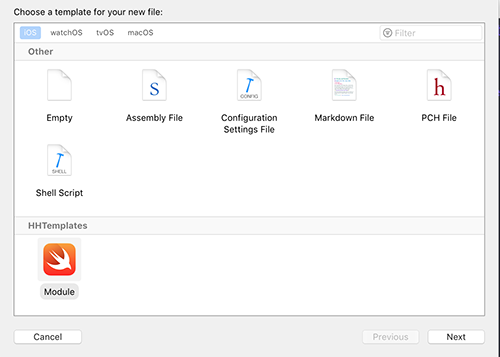 Choose a template for your new file:
iOS watchOS tvOS macOS Filter
Other
S CONFIG h
Empty Assembly File Configuration Settings File Markdown File PCH File
SHELL
Shell Script
HHTemplates
Module
Cancel Previous Next